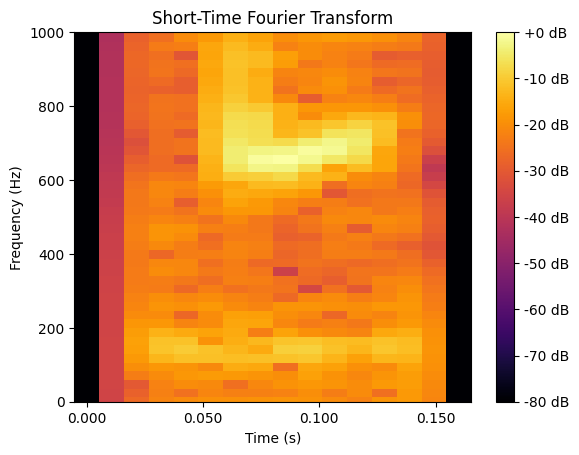 Short-Time Fourier Transform
Frequency (Hz)
1000
800
600
400
200
0
0.000
0.050
0.100
0.150
Time (s)
+0 dB
-10 dB
-20 dB
-30 dB
-40 dB
-50 dB
-60 dB
-70 dB
-80 dB